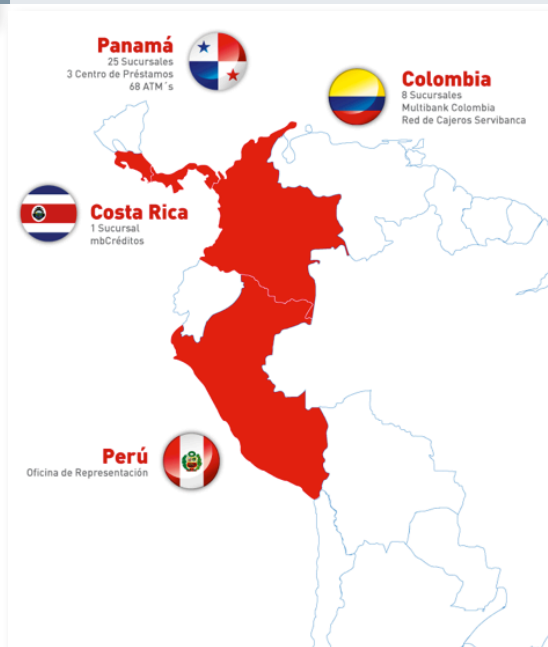 Panamá
25 Sucursales
3 Centro de Préstamos
68 ATM´s
Colombia
8 Sucursales
Multibank Colombia
Red de Cajeros Servibanca
Costa Rica
1 Sucursal
mbCréditos
Perú
Oficina de Representación